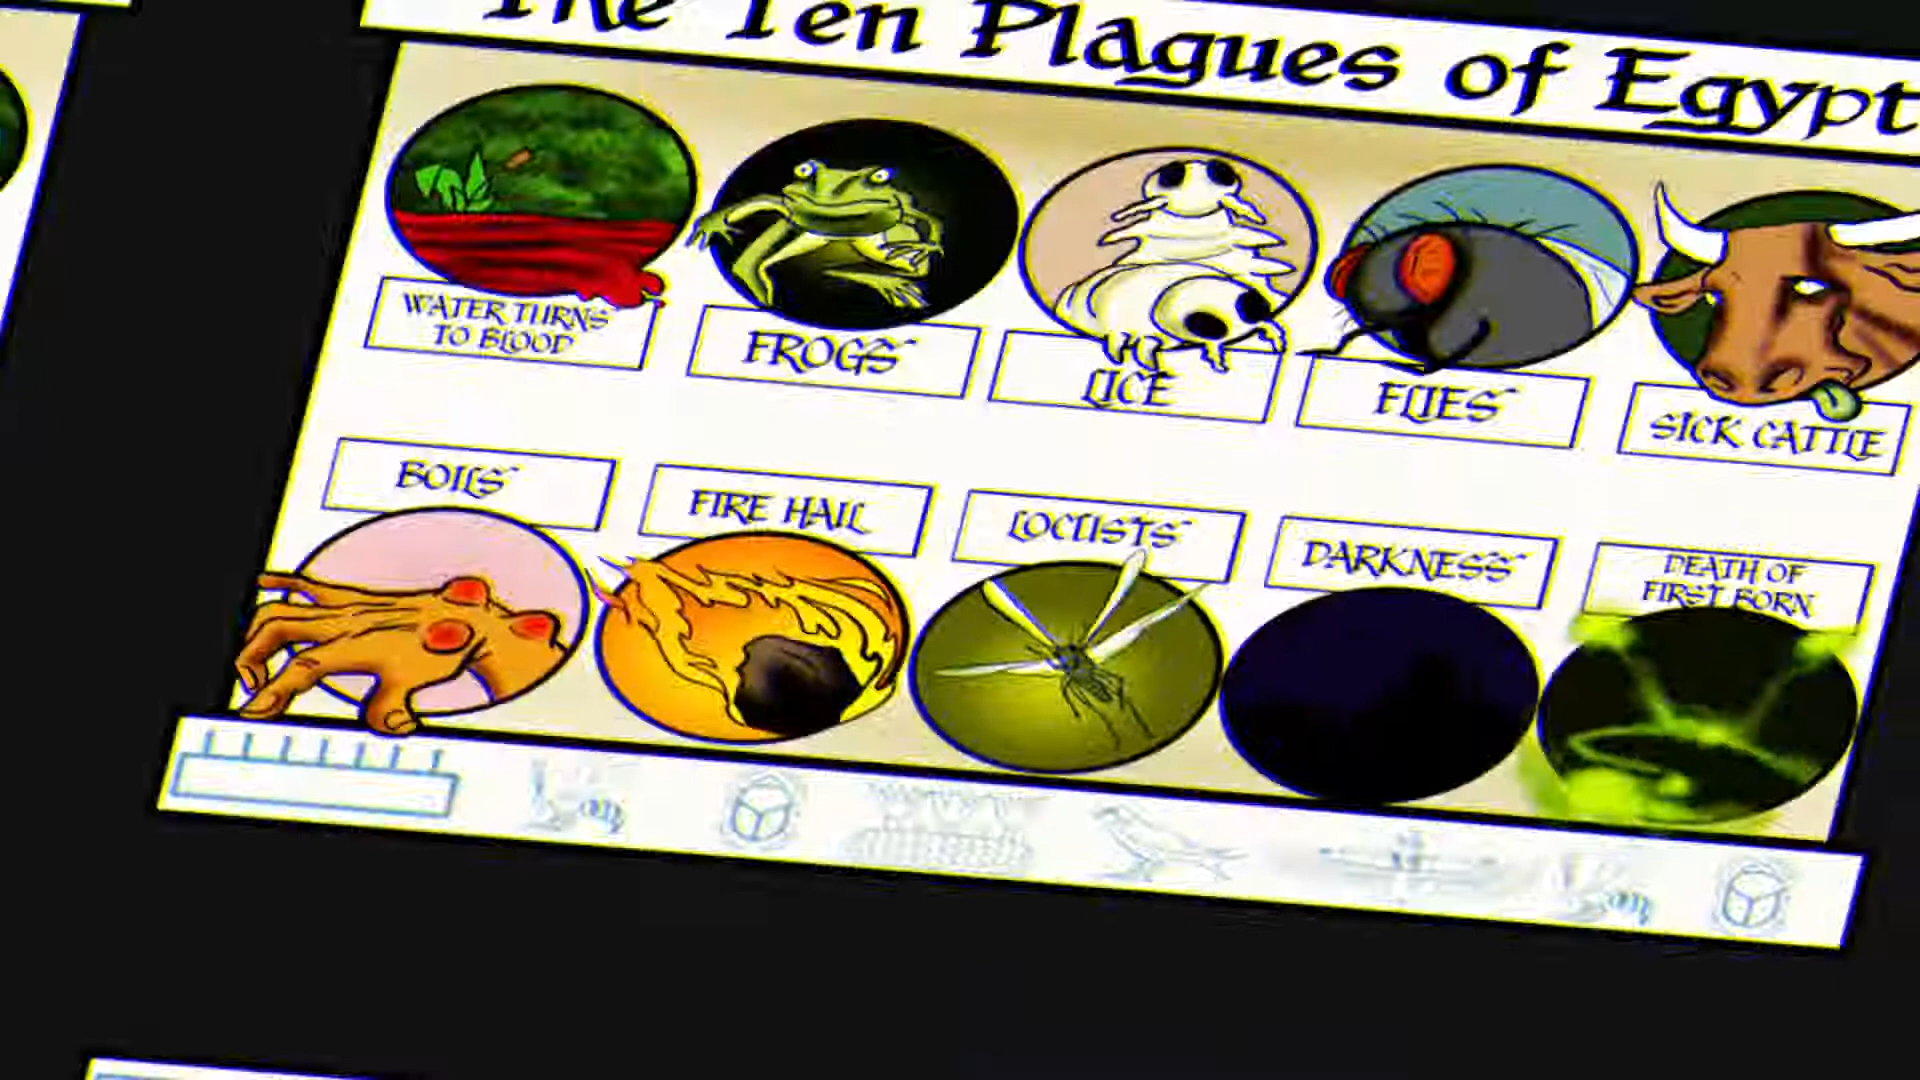 The Ten Plagues of Egypt
WATER TURNS
TO BLOOD
FROGS
LICE
FLIES
SICK CATTLE
BOILS
FIRE HAIL
LOCUSTS
DARKNESS
DEATH OF
FIRST BORN